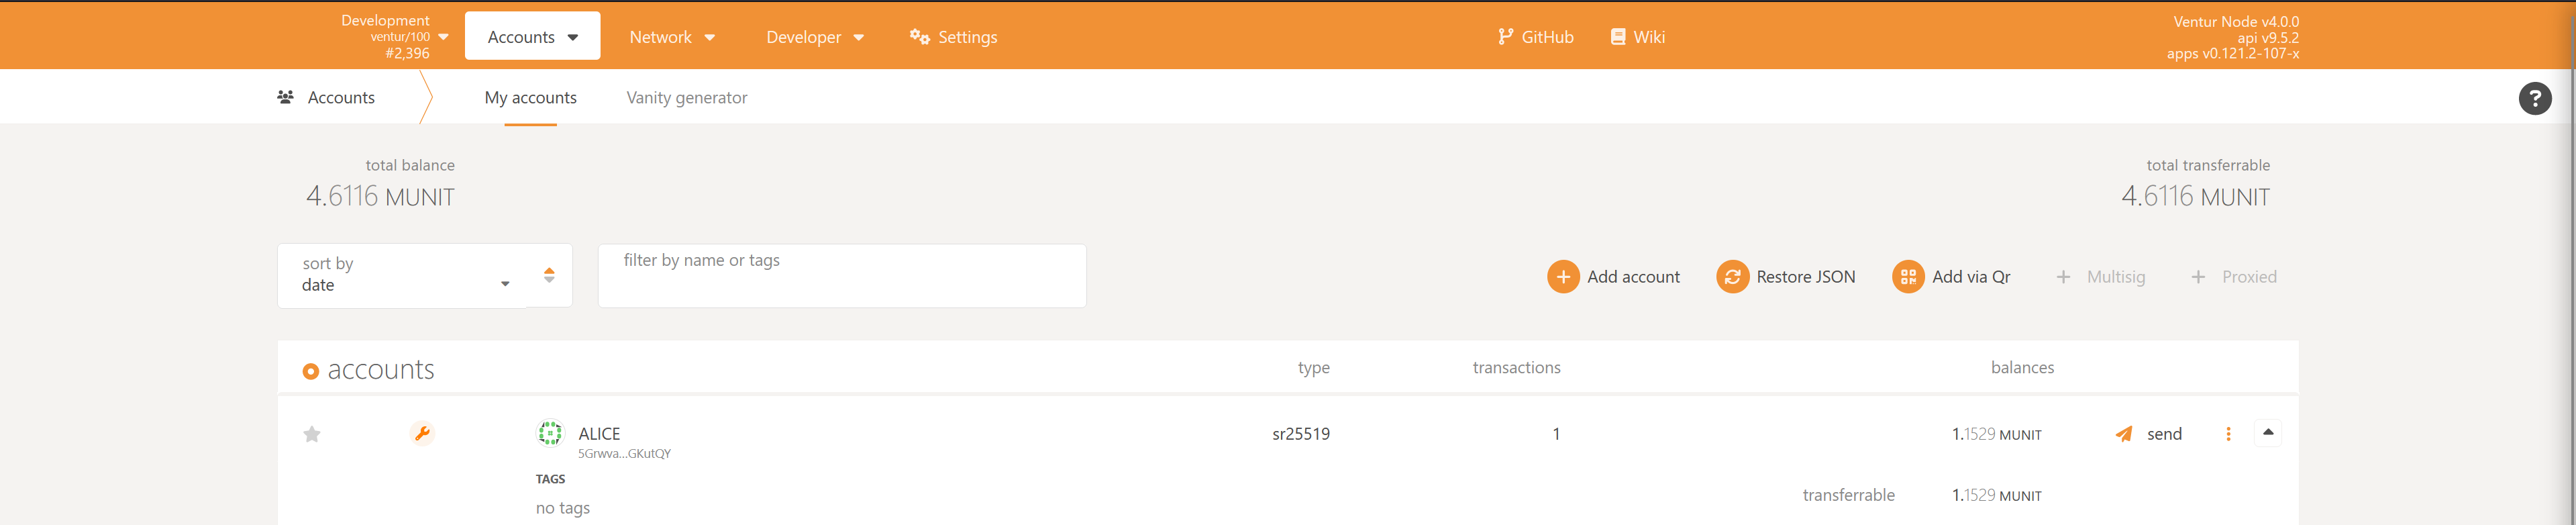 Development
ventur/100
#2,396
Accounts
Network
Developer
Settings
GitHub
Wiki
Ventur Node v4.0.0
api v9.5.2
apps v0.121.2-107-x
Accounts
My accounts
Vanity generator
?
total balance
4.6116 MUNIT
total transferrable
4.6116 MUNIT
sort by
date
filter by name or tags
Add account
Restore JSON
Add via Qr
+ Multisig
+ Proxied
accounts
type
transactions
balances
ALICE
5Grwva...GKutQY
sr25519
1
1.1529 MUNIT
send
TAGS
no tags
transferrable
1.1529 MUNIT